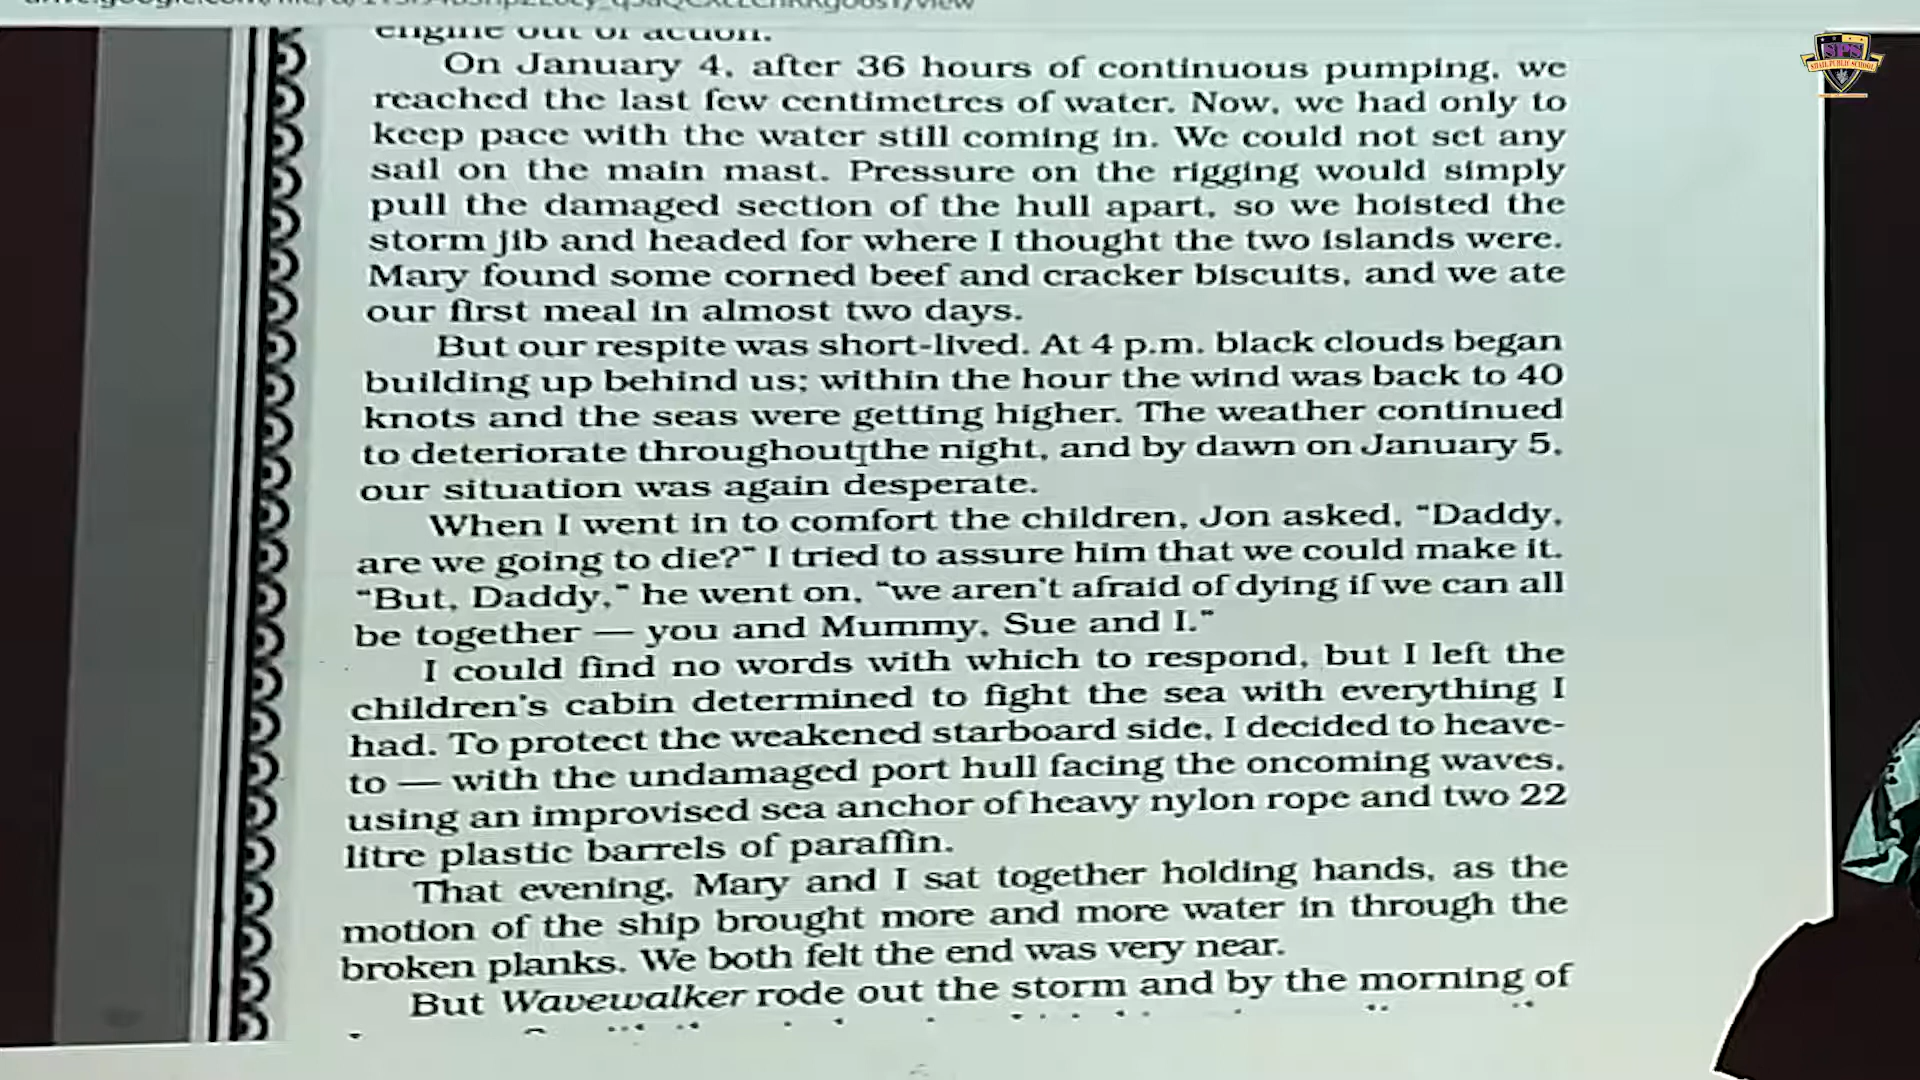 engine out of action.
On January 4, after 36 hours of continuous pumping, we
reached the last few centimetres of water. Now, we had only to
keep pace with the water still coming in. We could not set any
sail on the main mast. Pressure on the rigging would simply
pull the damaged section of the hull apart, so we hoisted the
storm jib and headed for where I thought the two islands were.
Mary found some corned beef and cracker biscuits, and we ate
our first meal in almost two days.
But our respite was short-lived. At 4 p.m. black clouds began
building up behind us; within the hour the wind was back to 40
knots and the seas were getting higher. The weather continued
to deteriorate throughout the night, and by dawn on January 5,
our situation was again desperate.
When I went in to comfort the children, Jon asked, “Daddy,
are we going to die?” I tried to assure him that we could make it.
“But, Daddy,” he went on, “we aren't afraid of dying if we can all
be together — you and Mummy, Sue and I.”
I could find no words with which to respond, but I left the
children's cabin determined to fight the sea with everything I
had. To protect the weakened starboard side, I decided to heave-
to — with the undamaged port hull facing the oncoming waves,
using an improvised sea anchor of heavy nylon rope and two 22
litre plastic barrels of paraffin.
That evening, Mary and I sat together holding hands, as the
motion of the ship brought more and more water in through the
broken planks. We both felt the end was very near.
But Wavewalker rode out the storm and by the morning of
SPS